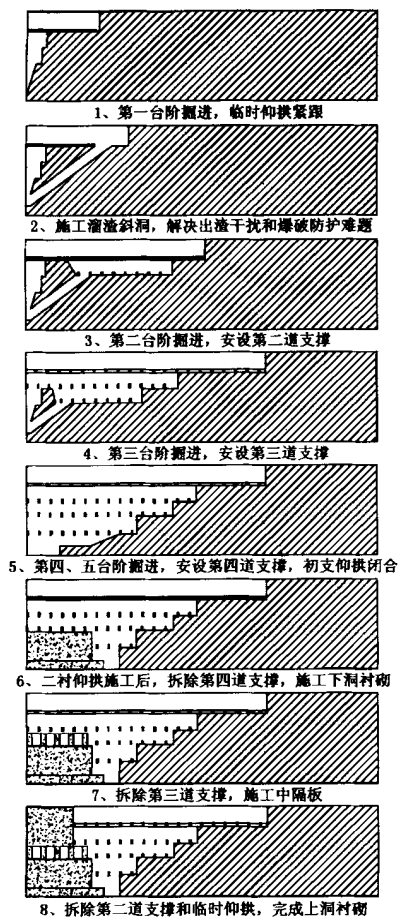 1、第一台阶掘进，临时仰拱紧跟
2、施工溜渣斜洞，解决出渣干扰和爆破防护难题
3、第二台阶掘进，安设第二道支撑
4、第三台阶掘进，安设第三道支撑
5、第四、五台阶掘进，安设第四道支撑，初支仰拱闭合
6、二衬仰拱施工后，拆除第四道支撑，施工下洞衬砌
7、拆除第三道支撑，施工中隔板
8、拆除第二道支撑和临时仰拱，完成上洞衬砌